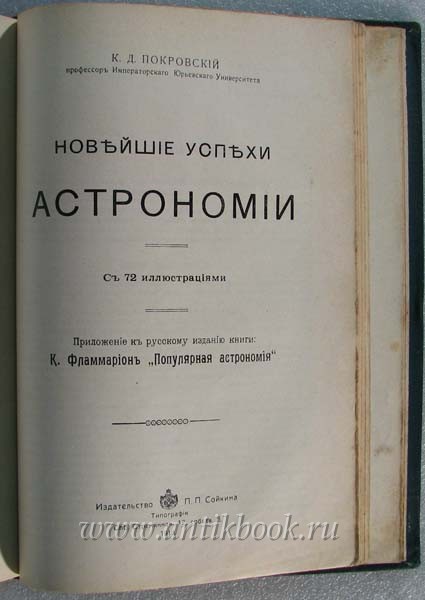 К. Д. ПОКРОВСКІЙ
профессоръ Императорскаго Юрьевскаго Университета
НОВѢЙШІЕ УСПѢХИ
АСТРОНОМІИ
Съ 72 иллюстраціями
Приложеніе къ русскому изданію книги:
К. Фламмаріонъ „Популярная астрономія“
Издательство П. П. Сойкина
Типографія
www.antikbook.ru